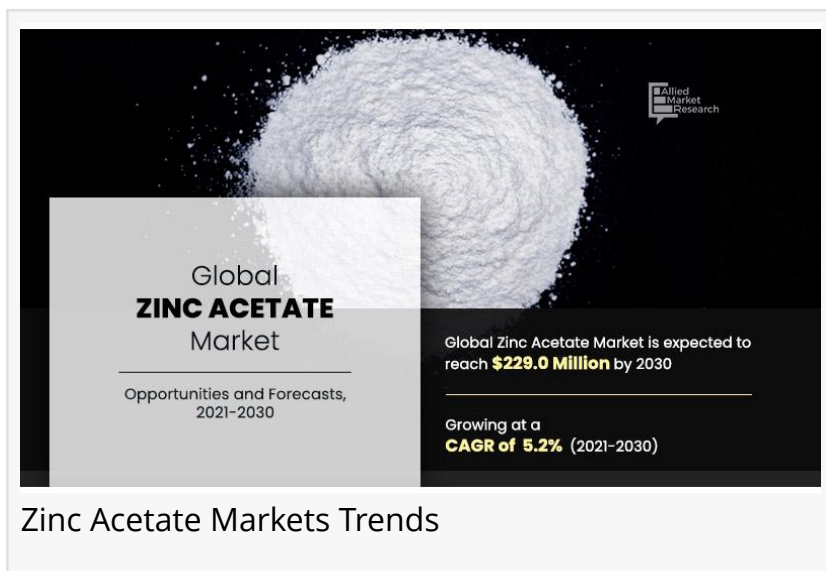 Allied
Market
Research
Global
ZINC ACETATE
Market
Opportunities and Forecasts,
2021-2030
Global Zinc Acetate Market is expected to
reach $229.0 Million by 2030
Growing at a
CAGR of 5.2% (2021-2030)
Zinc Acetate Markets Trends